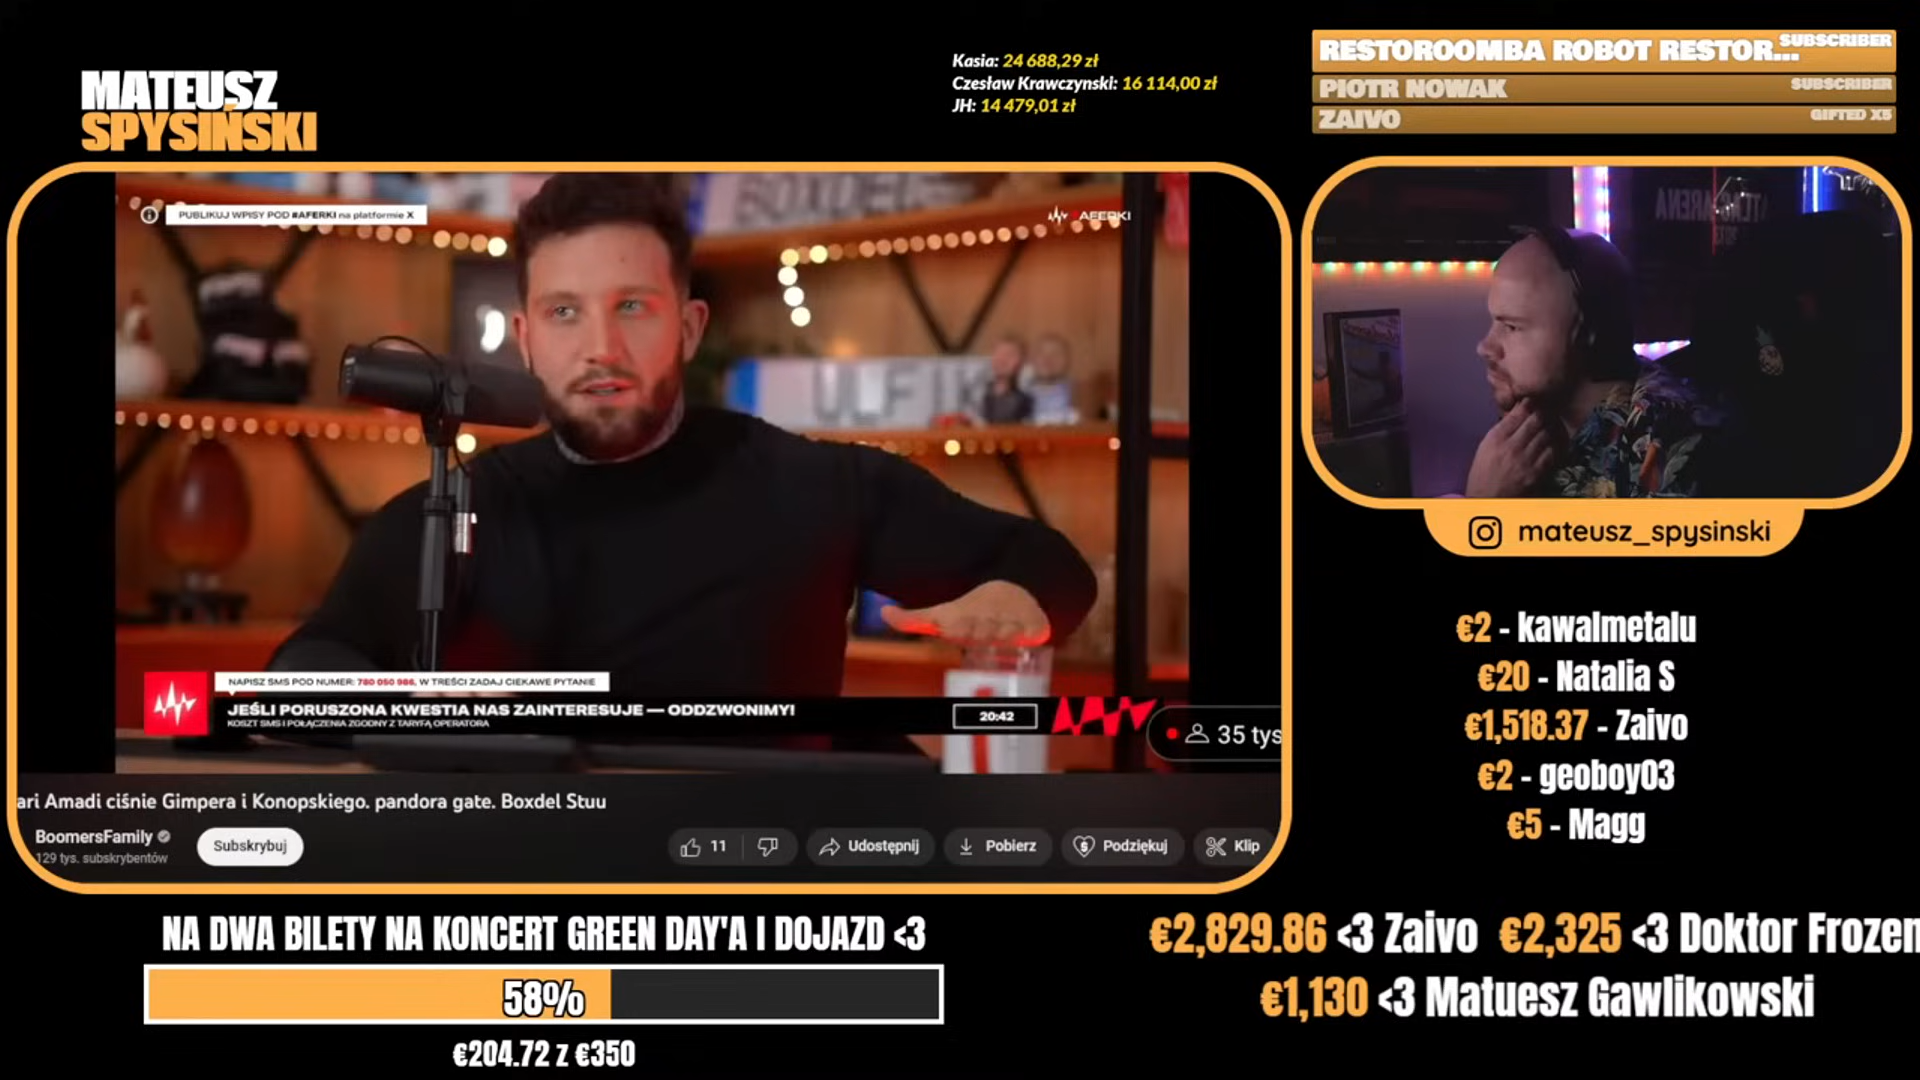 MATEUSZ
SPYSIŃSKI
Kasia: 24 688,29 zł
Czesław Krawczynski: 16 114,00 zł
JH: 14 479,01 zł
RESTOROOMBA ROBOT RESTOR... SUBSCRIBER
PIOTR NOWAK SUBSCRIBER
ZAIVO GIFTED X5
PUBLIKUJ WPISY POD #AFERKI na platformie X
AFERKI
BOXDEL
ARENA
NAPISZ SMS POD NUMER: 780 050 986, W TREŚCI ZADAJ CIEKAWE PYTANIE
JEŚLI PORUSZONA KWESTIA NAS ZAINTERESUJE — ODDZWONIMY!
KOSZT SMS I POŁĄCZENIA ZGODNY Z TARYFĄ OPERATORA
20:42
35 tys
ari Amadi ciśnie Gimpera i Konopskiego. pandora gate. Boxdel Stuu
BoomersFamily
129 tys. subskrybentów
Subskrybuj
11
Udostępnij
Pobierz
Podziękuj
Klip
mateusz_spysinski
€2 - kawalmetalu
€20 - Natalia S
€1,518.37 - Zaivo
€2 - geoboy03
€5 - Magg
NA DWA BILETY NA KONCERT GREEN DAY'A I DOJAZD <3
58%
€204.72 z €350
€2,829.86 <3 Zaivo €2,325 <3 Doktor Frozen
€1,130 <3 Matuesz Gawlikowski